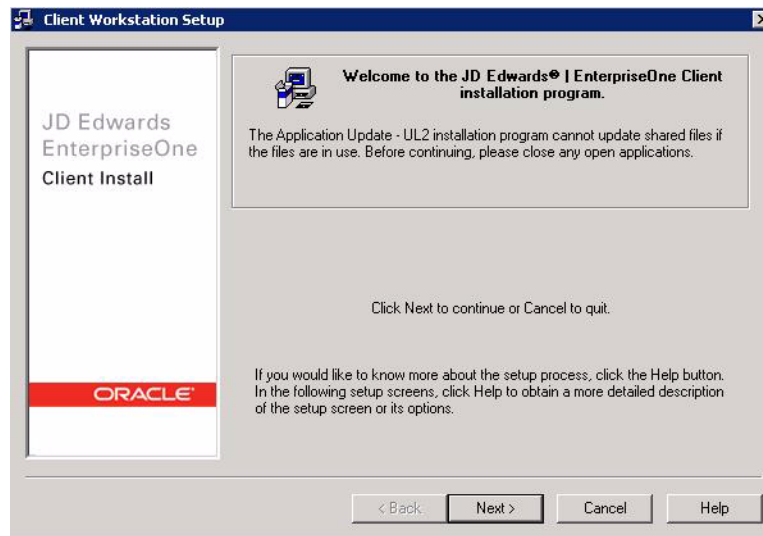 Client Workstation Setup
JD Edwards
EnterpriseOne
Client Install
ORACLE®
Welcome to the JD Edwards® | EnterpriseOne Client
installation program.
The Application Update - UL2 installation program cannot update shared files if
the files are in use. Before continuing, please close any open applications.
Click Next to continue or Cancel to quit.
If you would like to know more about the setup process, click the Help button.
In the following setup screens, click Help to obtain a more detailed description
of the setup screen or its options.
< Back Next > Cancel Help